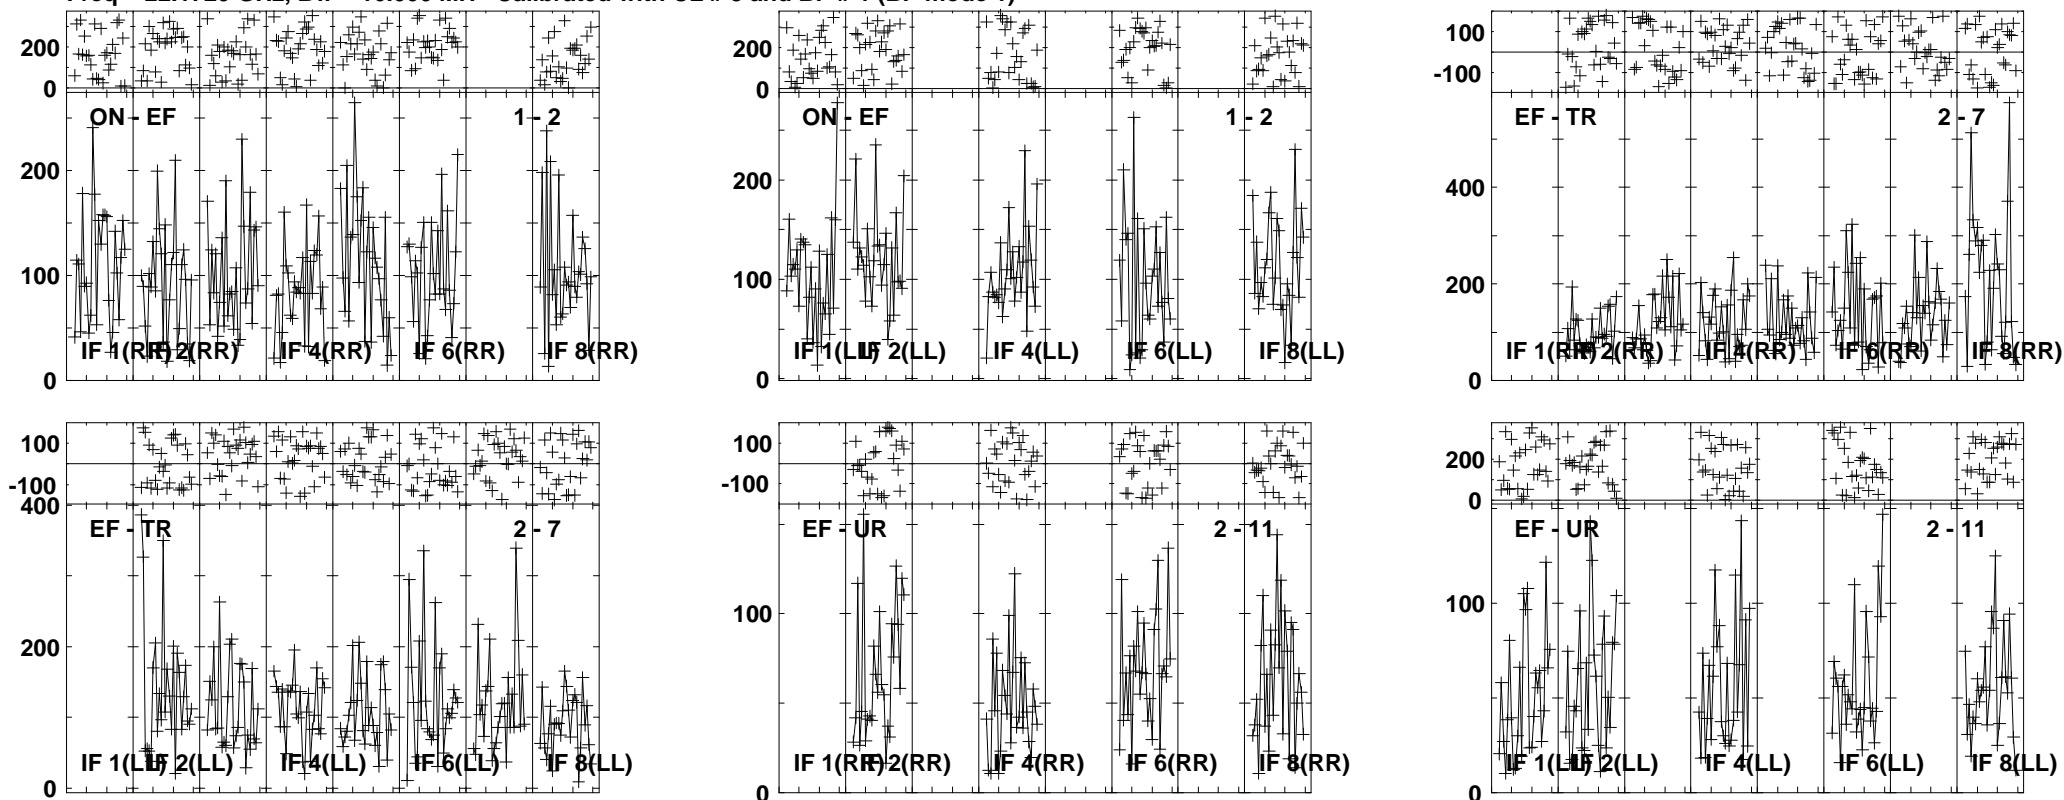 200
0
ON - EF
1 - 2
200
100
0
IF 1(RR)
IF 2(RR)
IF 4(RR)
IF 6(RR)
IF 8(RR)
200
0
ON - EF
1 - 2
200
100
0
IF 1(LL)
IF 2(LL)
IF 4(LL)
IF 6(LL)
IF 8(LL)
100
-100
EF - TR
2 - 7
400
200
0
IF 1(RR)
IF 2(RR)
IF 4(RR)
IF 6(RR)
IF 8(RR)
100
-100
400
EF - TR
2 - 7
200
0
IF 1(LL)
IF 2(LL)
IF 4(LL)
IF 6(LL)
IF 8(LL)
100
-100
EF - UR
2 - 11
100
0
IF 1(RR)
IF 2(RR)
IF 4(RR)
IF 6(RR)
IF 8(RR)
200
0
EF - UR
2 - 11
100
0
IF 1(LL)
IF 2(LL)
IF 4(LL)
IF 6(LL)
IF 8(LL)